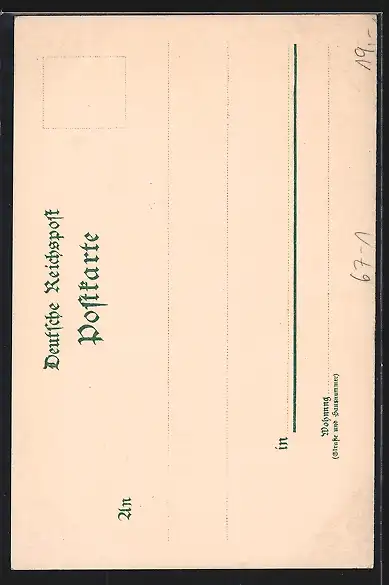 Deutſche Reichspoſt
Poſtkarte
An
in
Wohnung
(Straße und Hausnummer)
67-1
19,-